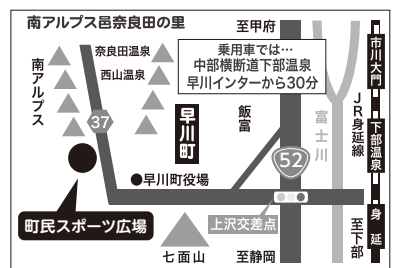 南アルプス邑奈良田の里
至甲府
奈良田温泉
西山温泉
南アルプス
乗用車では…
中部横断道下部温泉
早川インターから30分
市川大門
37
早川町
飯富
富士川
JR身延線
下部温泉
52
●早川町役場
町民スポーツ広場
上沢交差点
身延
至下部
七面山
至静岡